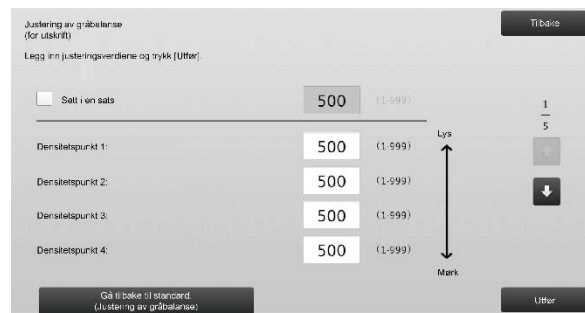 Justering av gråbalanse
(for utskrift)
Tilbake
Legg inn justeringsverdiene og trykk [Utfør].
Sett i en sats
500
(1-999)
1
5
Lys
Densitetspunkt 1:
500
(1-999)
Densitetspunkt 2:
500
(1-999)
Densitetspunkt 3:
500
(1-999)
Densitetspunkt 4:
500
(1-999)
Mørk
Gå tilbake til standard.
(Justering av gråbalanse)
Utfør